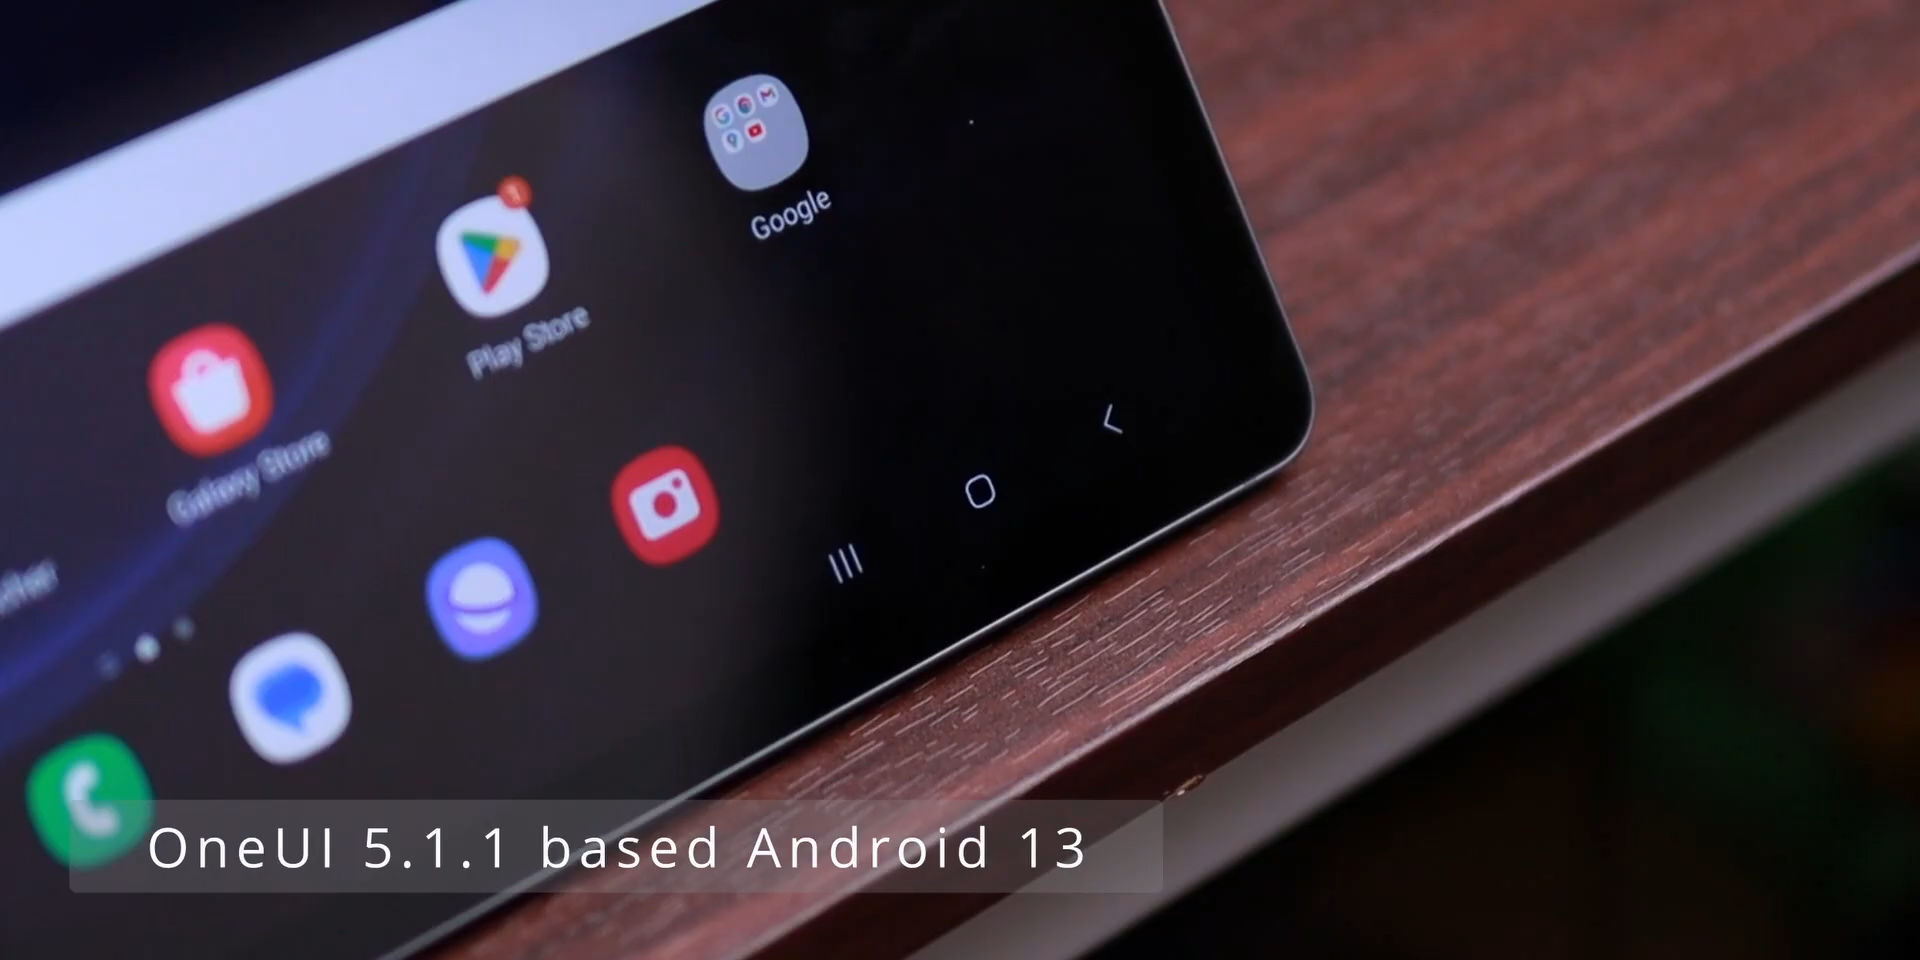 Google
Play Store
Galaxy Store
OneUI 5.1.1 based Android 13